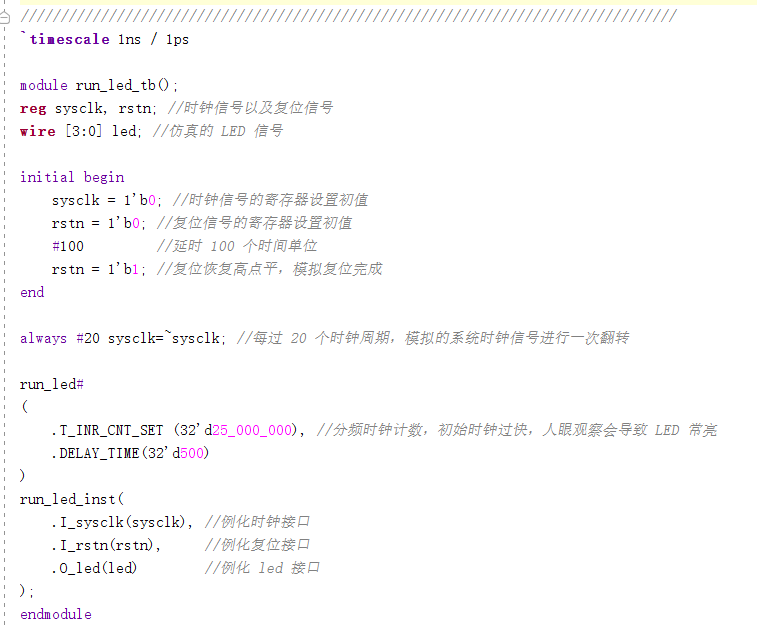 //////////////////////////////////////////////////////////////////////////////////
`timescale 1ns / 1ps
module run_led_tb();
reg sysclk, rstn; //时钟信号以及复位信号
wire [3:0] led; //仿真的 LED 信号
initial begin
    sysclk = 1'b0; //时钟信号的寄存器设置初值
    rstn = 1'b0; //复位信号的寄存器设置初值
    #100          //延时 100 个时间单位
    rstn = 1'b1; //复位恢复高点平，模拟复位完成
end
always #20 sysclk=~sysclk; //每过 20 个时钟周期，模拟的系统时钟信号进行一次翻转
run_led#
(
    .T_INR_CNT_SET (32'd25_000_000), //分频时钟计数，初始时钟过快，人眼观察会导致 LED 常亮
    .DELAY_TIME(32'd500)
)
run_led_inst(
    .I_sysclk(sysclk), //例化时钟接口
    .I_rstn(rstn),      //例化复位接口
    .O_led(led)         //例化 led 接口
);
endmodule